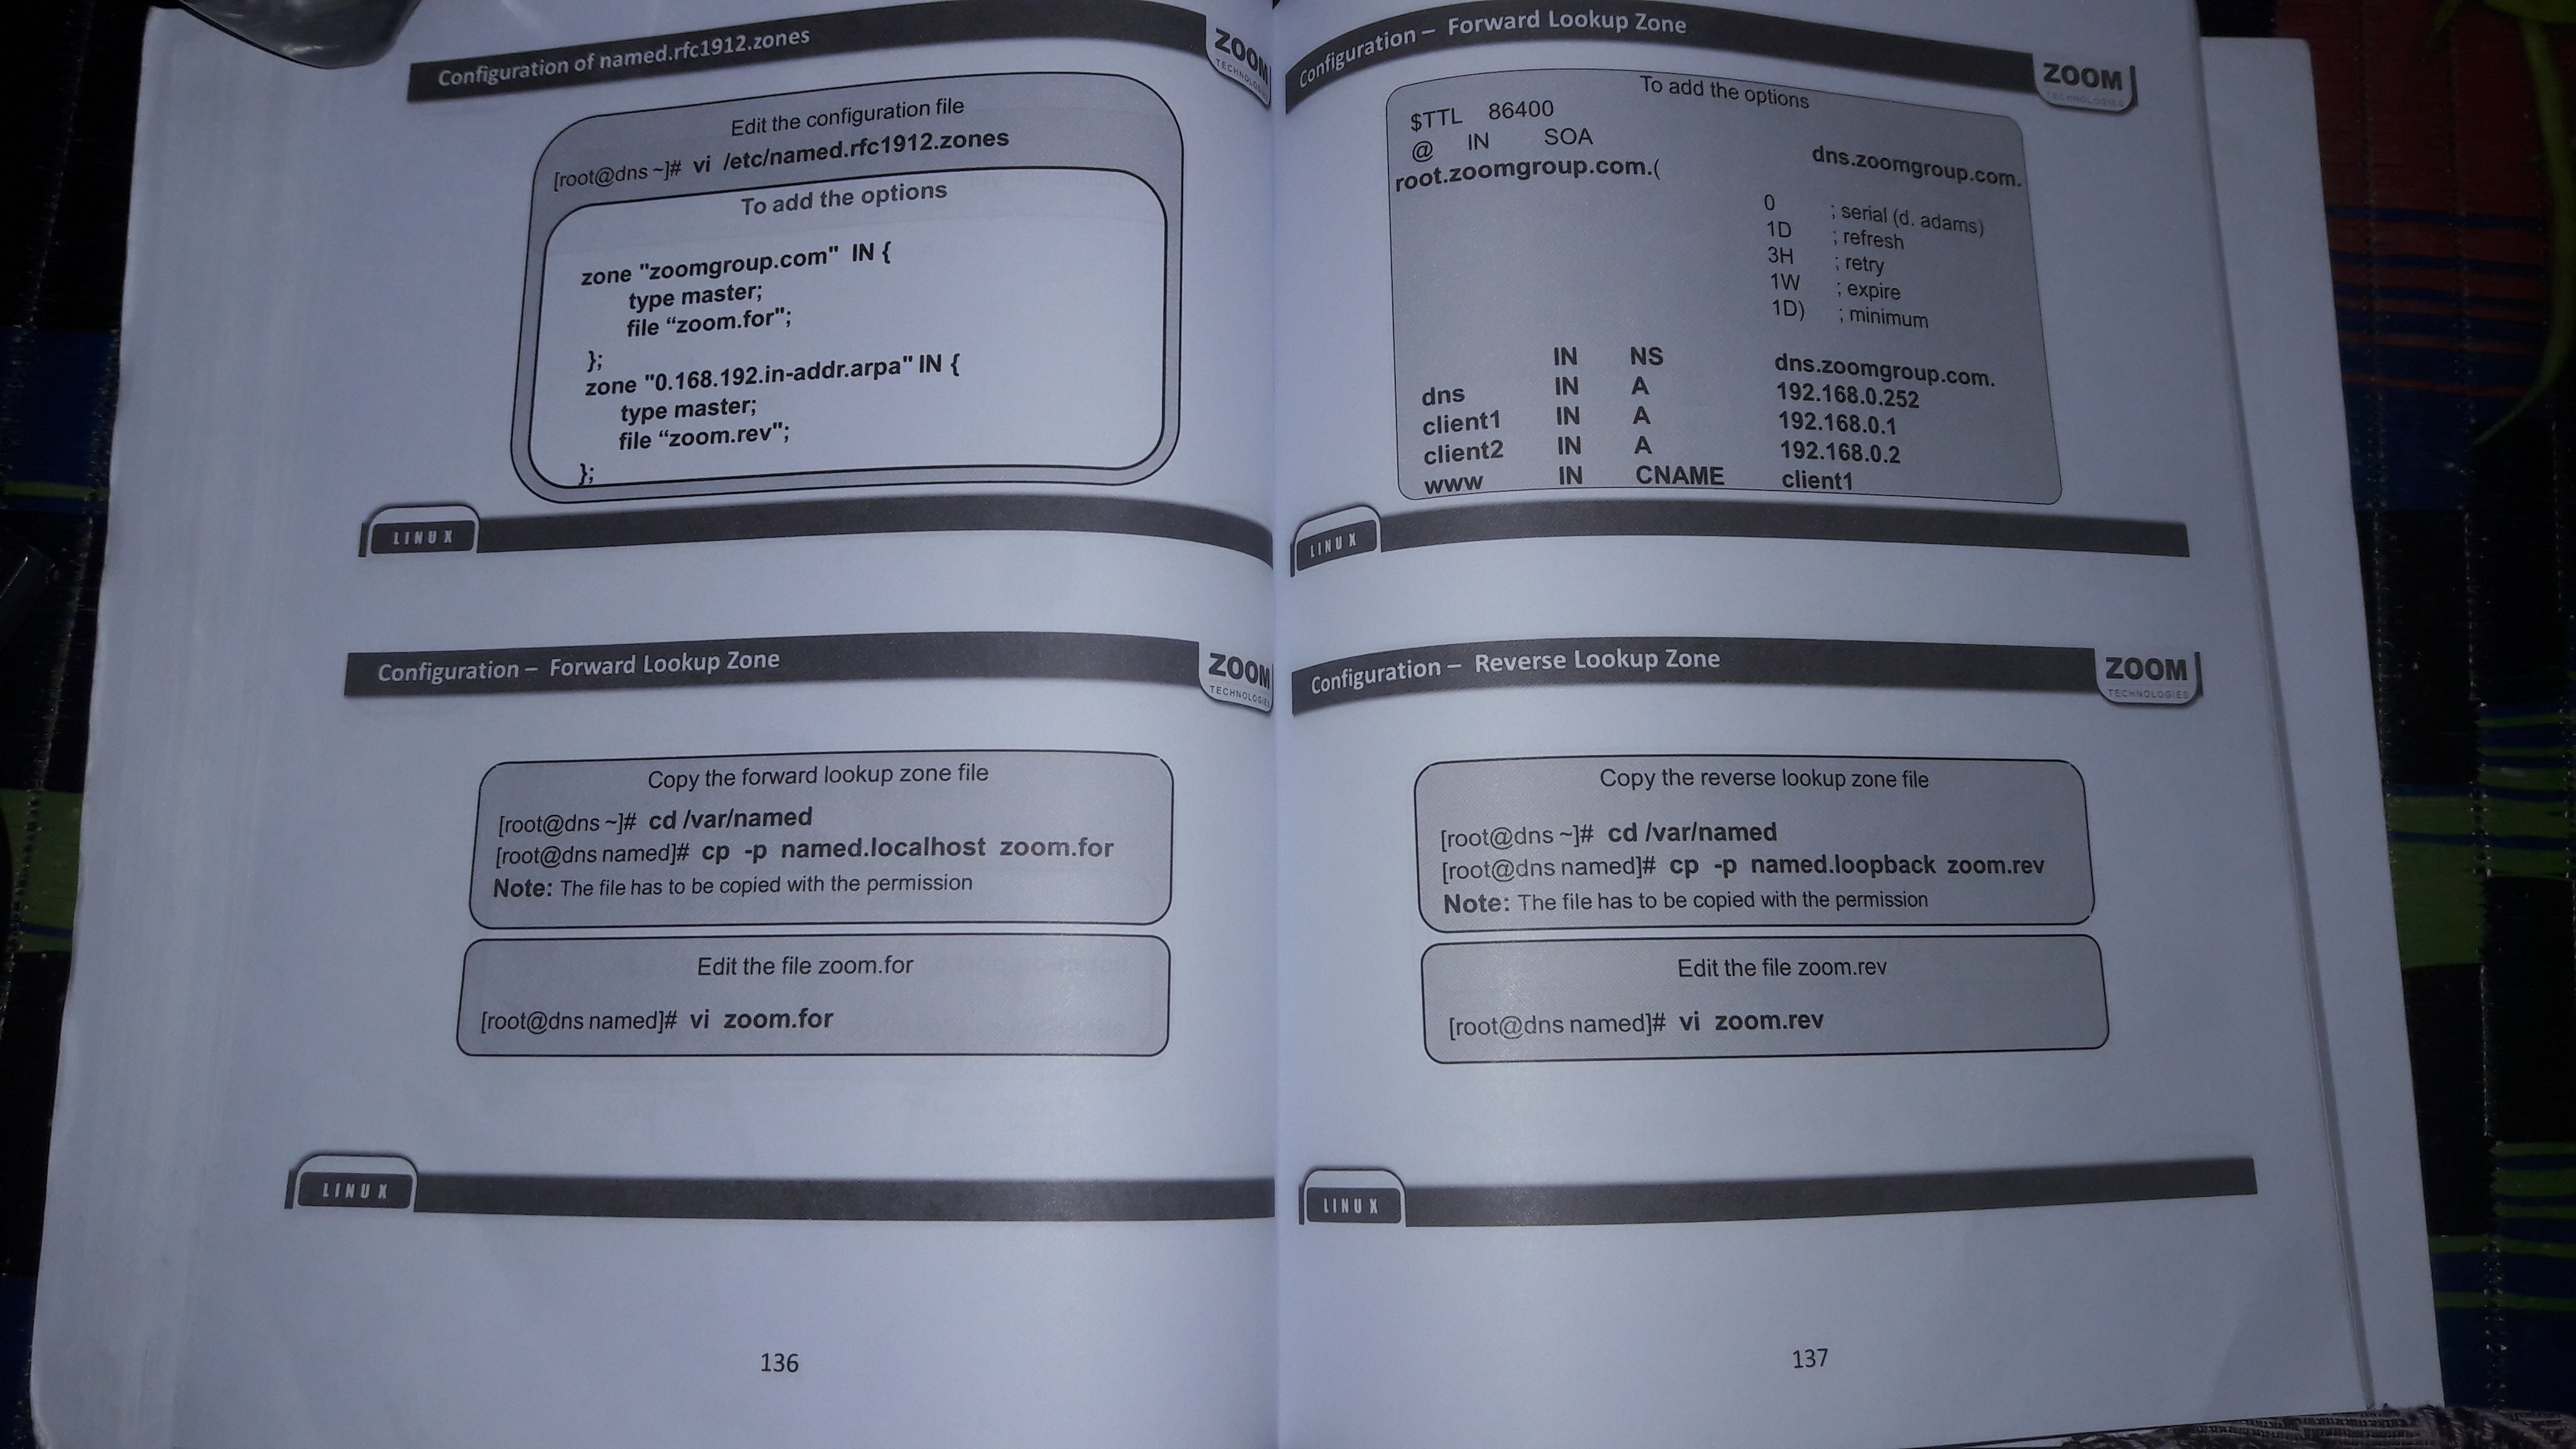 Configuration of named.rfc1912.zones
ZOOM
TECHNOLOG
Edit the configuration file
[root@dns ~]# vi /etc/named.rfc1912.zones
To add the options
zone "zoomgroup.com" IN {
type master;
file “zoom.for";
};
zone "0.168.192.in-addr.arpa" IN {
type master;
file “zoom.rev";
};
LINUX
Configuration – Forward Lookup Zone
ZOOM
TECHNOLOGIE
Copy the forward lookup zone file
[root@dns ~]# cd /var/named
[root@dns named]# cp -p named.localhost zoom.for
Note: The file has to be copied with the permission
Edit the file zoom.for
[root@dns named]# vi zoom.for
LINUX
136
Configuration – Forward Lookup Zone
ZOOM
TECHNOLOGIES
To add the options
$TTL 86400
@ IN SOA dns.zoomgroup.com.
root.zoomgroup.com.(
0 ; serial (d. adams)
1D ; refresh
3H ; retry
1W ; expire
1D) ; minimum
IN NS dns.zoomgroup.com.
dns IN A 192.168.0.252
client1 IN A 192.168.0.1
client2 IN A 192.168.0.2
www IN CNAME client1
LINUX
Configuration – Reverse Lookup Zone
ZOOM
TECHNOLOGIES
Copy the reverse lookup zone file
[root@dns ~]# cd /var/named
[root@dns named]# cp -p named.loopback zoom.rev
Note: The file has to be copied with the permission
Edit the file zoom.rev
[root@dns named]# vi zoom.rev
LINUX
137